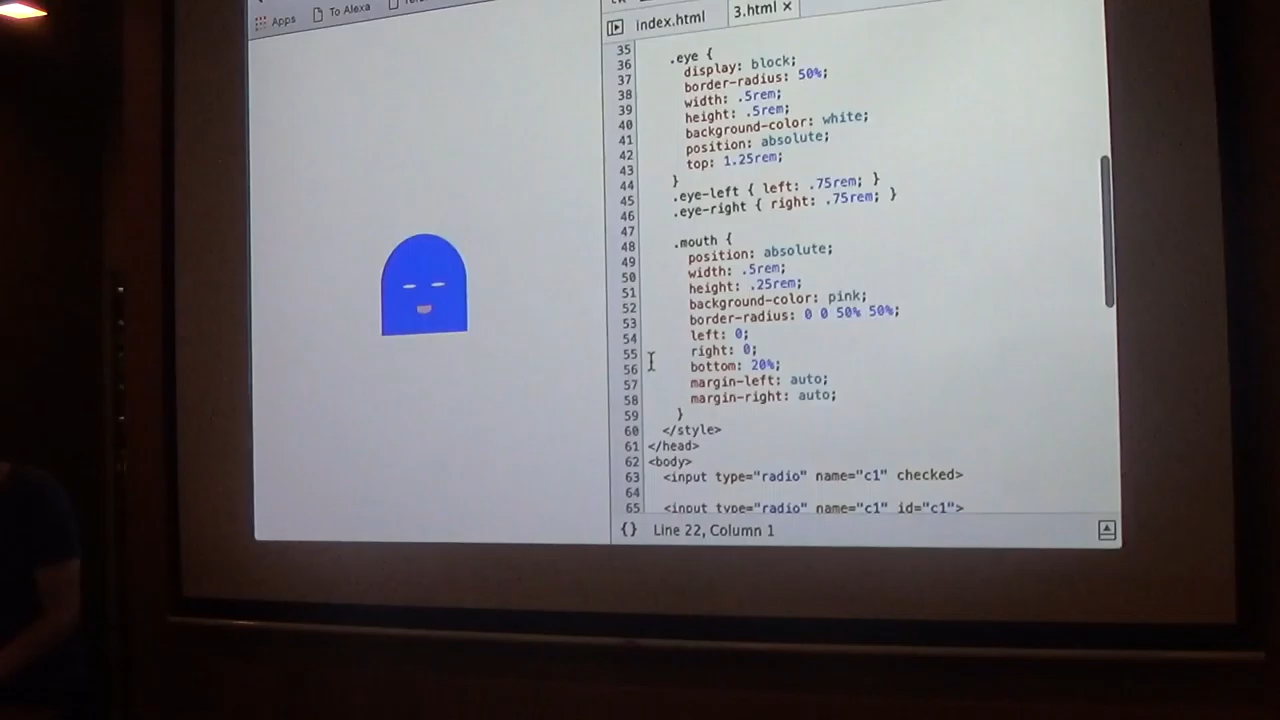 Apps
To Alexa
index.html
3.html ×
35
36 .eye {
37 display: block;
38 border-radius: 50%;
39 width: .5rem;
40 height: .5rem;
41 background-color: white;
42 position: absolute;
43 top: 1.25rem;
44 }
45 .eye-left { left: .75rem; }
46 .eye-right { right: .75rem; }
47
48 .mouth {
49 position: absolute;
50 width: .5rem;
51 height: .25rem;
52 background-color: pink;
53 border-radius: 0 0 50% 50%;
54 left: 0;
55 right: 0;
56 bottom: 20%;
57 margin-left: auto;
58 margin-right: auto;
59 }
60 </style>
61 </head>
62 <body>
63 <input type="radio" name="c1" checked>
64
65 <input type="radio" name="c1" id="c1">
{} Line 22, Column 1